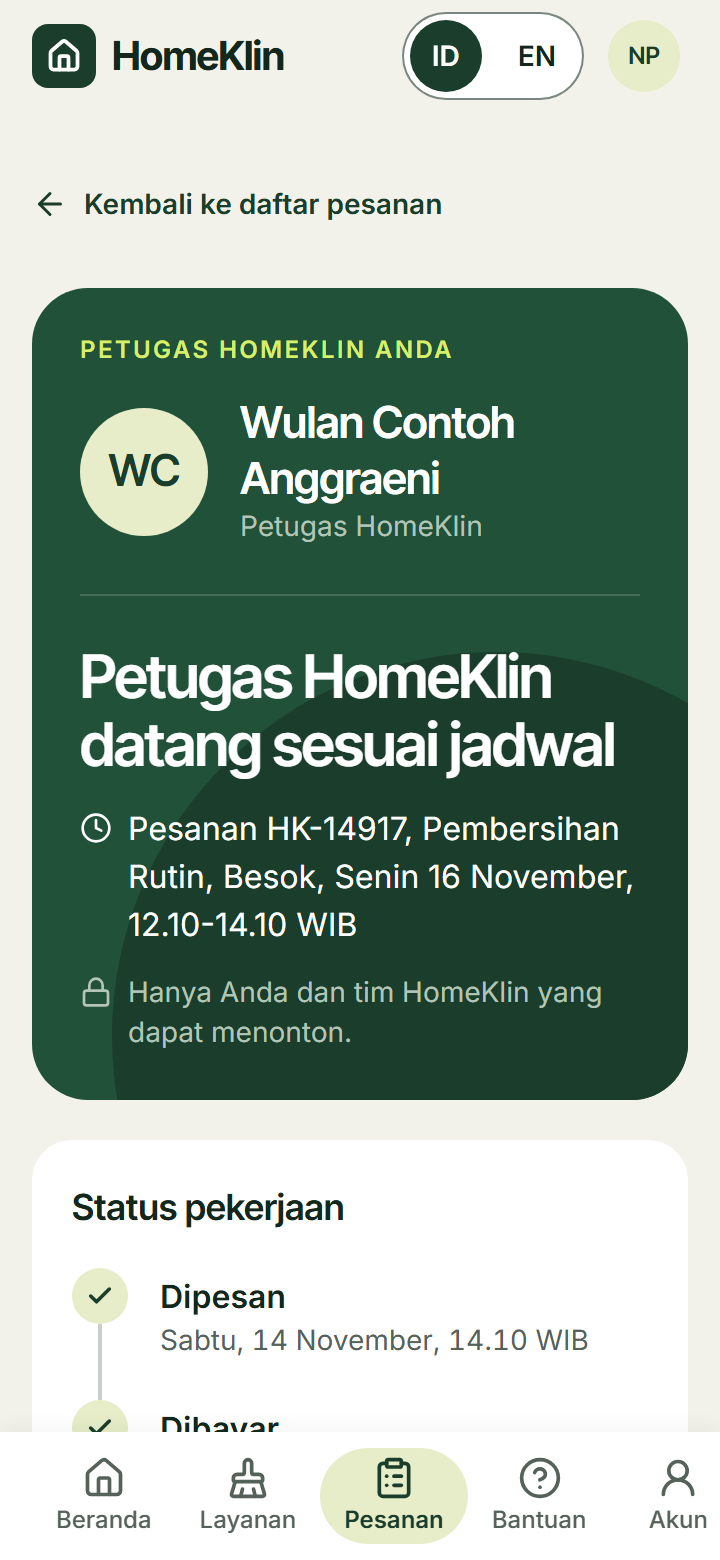 HomeKlin
ID
EN
NP
Kembali ke daftar pesanan
PETUGAS HOMEKLIN ANDA
WC
Wulan Contoh
Anggraeni
Petugas HomeKlin
Petugas HomeKlin
datang sesuai jadwal
Pesanan HK-14917, Pembersihan
Rutin, Besok, Senin 16 November,
12.10-14.10 WIB
Hanya Anda dan tim HomeKlin yang
dapat menonton.
Status pekerjaan
Dipesan
Sabtu, 14 November, 14.10 WIB
Dibayar
Beranda
Layanan
Pesanan
Bantuan
Akun